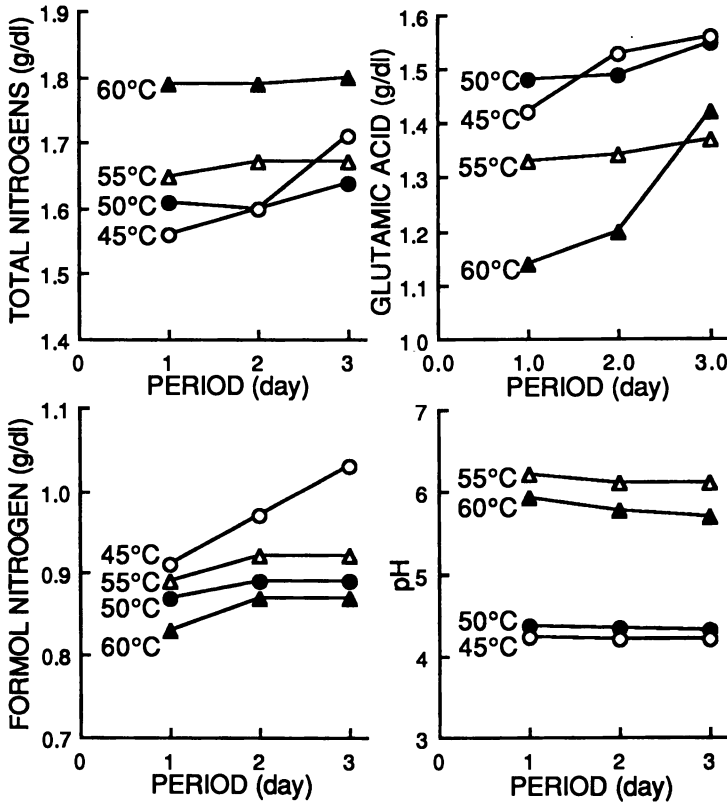 TOTAL NITROGENS (g/dl)
1.9
1.8
1.7
1.6
1.5
1.4
60°C
55°C
50°C
45°C
0
1
2
3
PERIOD (day)
GLUTAMIC ACID (g/dl)
1.6
1.5
1.4
1.3
1.2
1.1
1.0
50°C
45°C
55°C
60°C
0.0
1.0
2.0
3.0
PERIOD (day)
FORMOL NITROGEN (g/dl)
1.1
1.0
0.9
0.8
0.7
45°C
55°C
50°C
60°C
0
1
2
3
PERIOD (day)
pH
7
6
5
4
3
55°C
60°C
50°C
45°C
0
1
2
3
PERIOD (day)